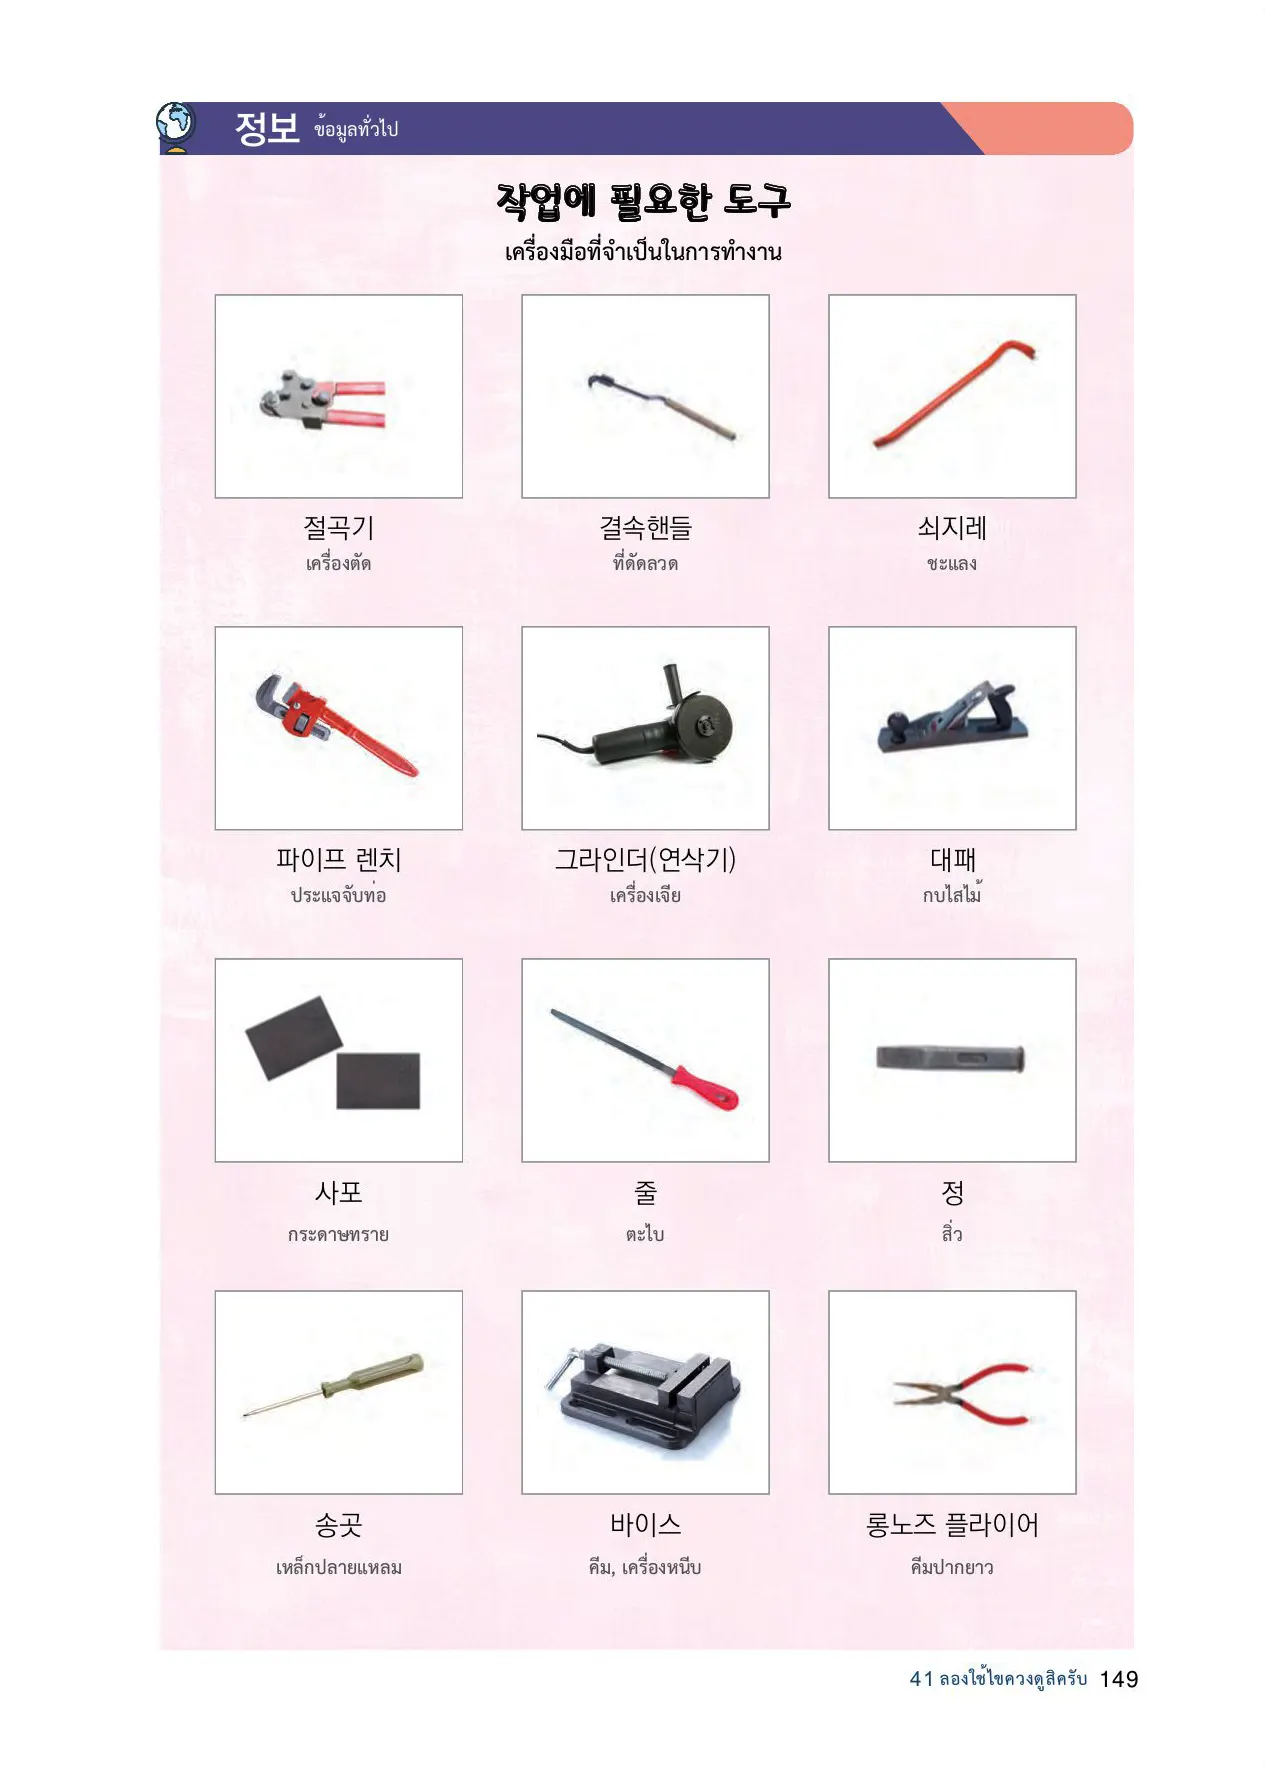 정보 ข้อมูลทั่วไป
작업에 필요한 도구
เครื่องมือที่จำเป็นในการทำงาน
절곡기 결속핸들 쇠지레
เครื่องตัด ที่ดัดลวด ชะแลง
파이프 렌치 그라인더(연삭기) 대패
ประแจจับท่อ เครื่องเจีย กบไสไม้
사포 줄 정
กระดาษทราย ตะไบ สิ่ว
송곳 바이스 롱노즈 플라이어
เหล็กปลายแหลม คีม, เครื่องหนีบ คีมปากยาว
41 ลองใช้ไขควงดูสิครับ 149